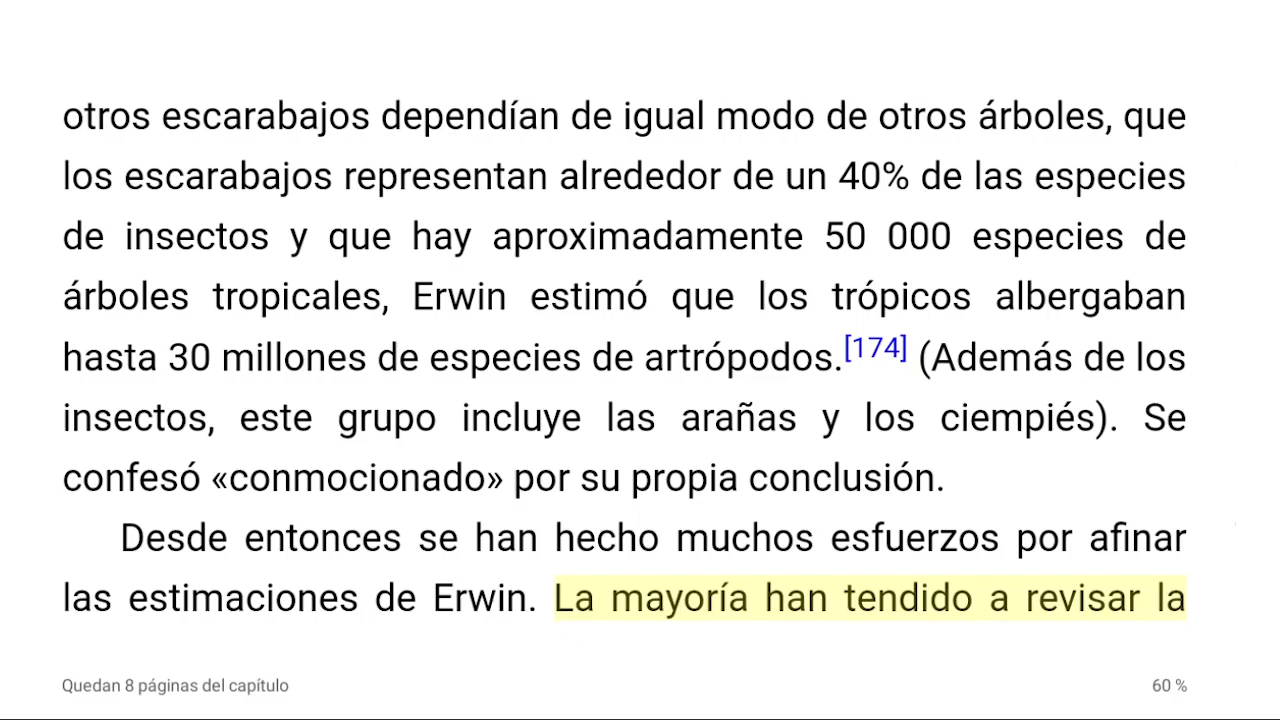 otros escarabajos dependían de igual modo de otros árboles, que
los escarabajos representan alrededor de un 40% de las especies
de insectos y que hay aproximadamente 50 000 especies de
árboles tropicales, Erwin estimó que los trópicos albergaban
hasta 30 millones de especies de artrópodos.[174] (Además de los
insectos, este grupo incluye las arañas y los ciempiés). Se
confesó «conmocionado» por su propia conclusión.
Desde entonces se han hecho muchos esfuerzos por afinar
las estimaciones de Erwin. La mayoría han tendido a revisar la
Quedan 8 páginas del capítulo
60 %